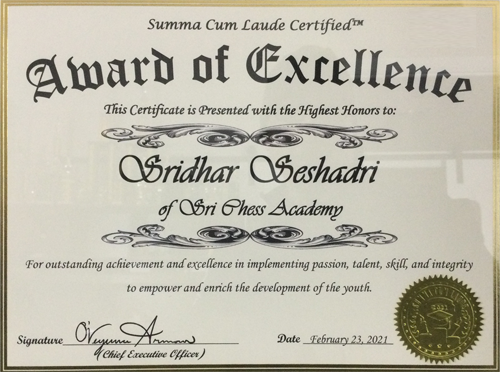 Summa Cum Laude Certified™
Award of Excellence
This Certificate is Presented with the Highest Honors to:
Sridhar Seshadri
of Sri Chess Academy
For outstanding achievement and excellence in implementing passion, talent, skill, and integrity
to empower and enrich the development of the youth.
Signature Date February 23, 2021
(Chief Executive Officer)